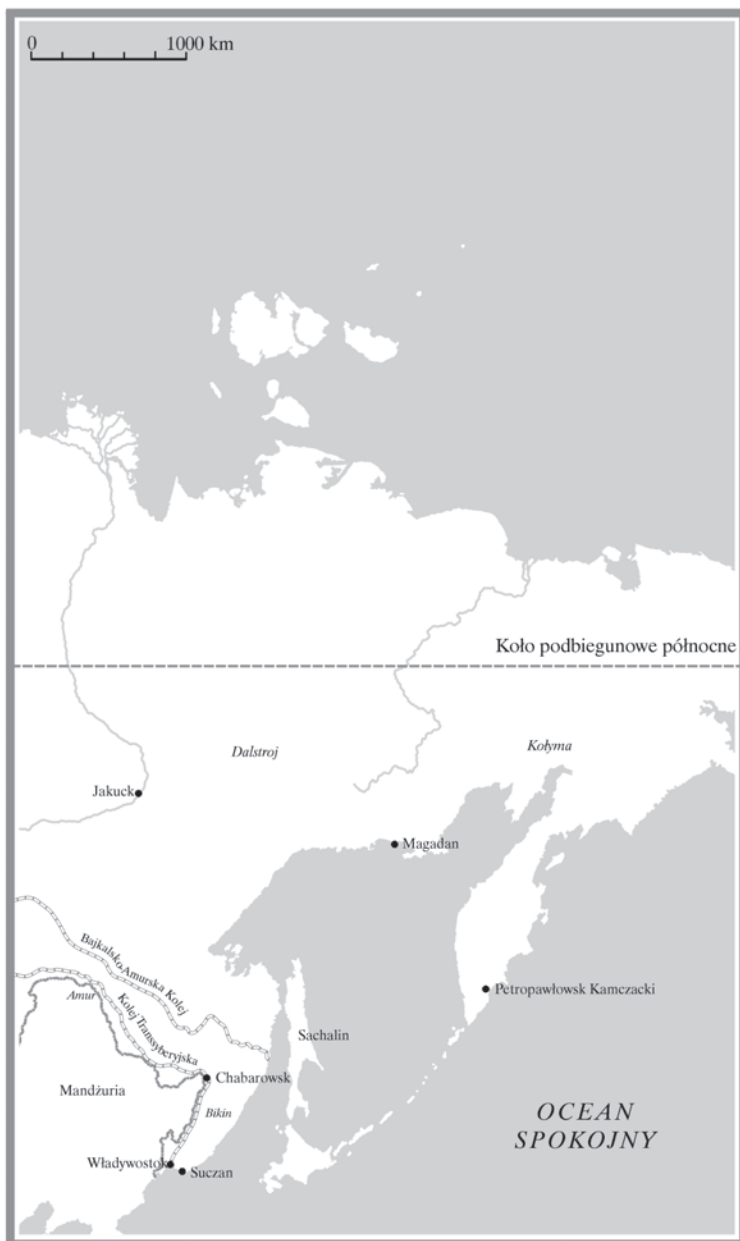 0 1000 km
Koło podbiegunowe północne
Dalstroj
Kołyma
Jakuck
Magadan
Bajkalsko-Amurska Kolej
Petropawłowsk Kamczacki
Amur
Kolej Transsyberyjska
Sachalin
Chabarowsk
Mandżuria
Bikin
OCEAN
SPOKOJNY
Władywostok
Suczan